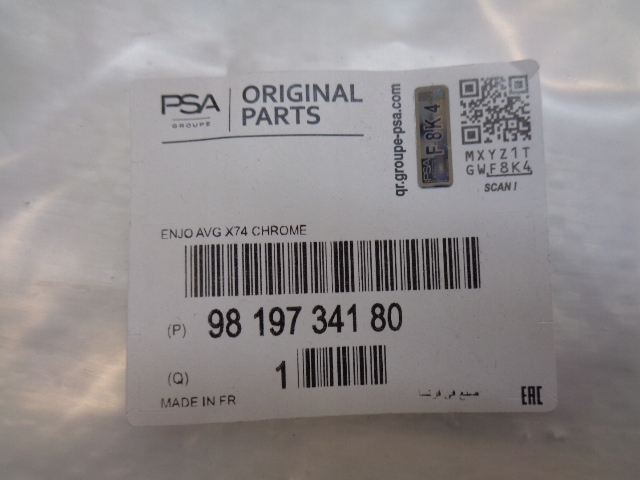 PSA
GROUPE
ORIGINAL
PARTS
qr.groupe-psa.com
PSA F8K4
MXYZ1T
GWF8K4
SCAN!
ENJO AVG X74 CHROME
(P) 98 197 341 80
(Q) 1
MADE IN FR
صنع في فرنسا
EAC